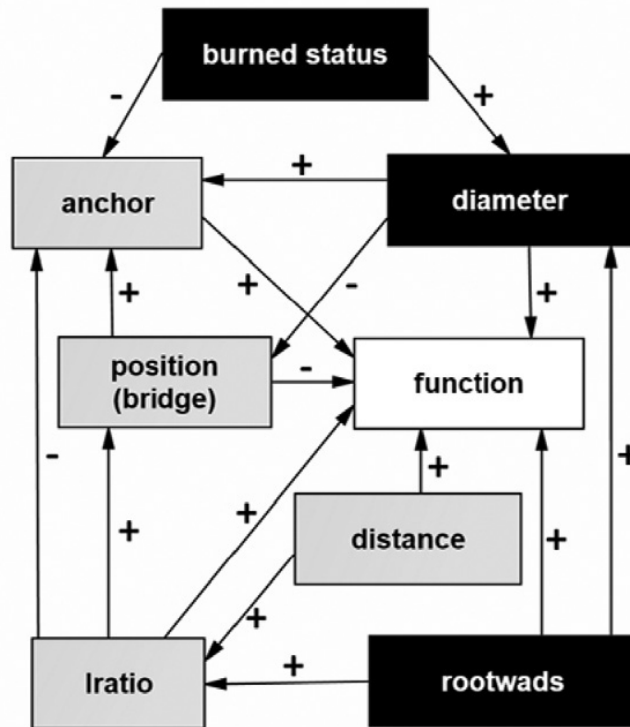 burned status
-
+
+
anchor
diameter
+
+
-
+
position
(bridge)
-
function
-
+
+
+
+
distance
+
+
lratio
+
rootwads